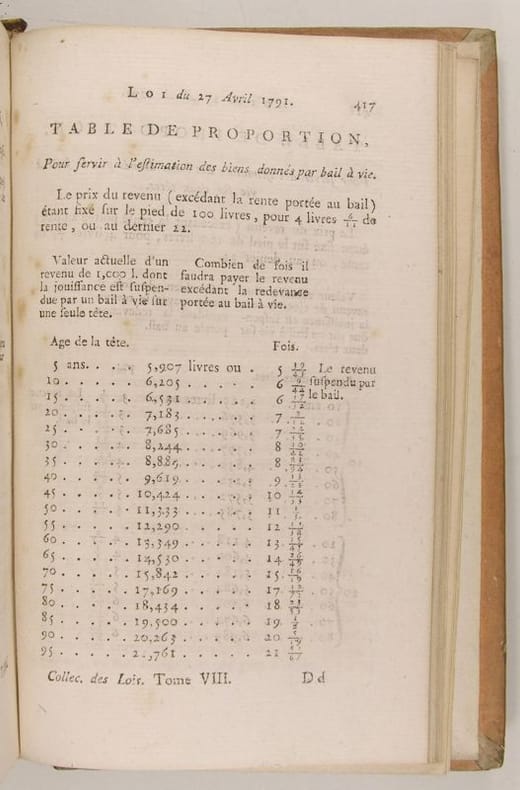 LOI du 27 Avril 1791. 417
TABLE DE PROPORTION,
Pour servir à l'estimation des biens donnés par bail à vie.
Le prix du revenu (excédant la rente portée au bail)
étant fixé sur le pied de 100 livres, pour 4 livres 6/11 de
rente, ou au denier 22.
Valeur actuelle d'un
revenu de 1,000 l. dont
la jouissance est suspen-
due par un bail à vie sur
une seule tête.
Combien de fois il
faudra payer le revenu
excédant la redevance
portée au bail à vie.
Age de la tête. Fois.
5 ans. . . . 5,907 livres ou . 5 Le revenu
10 . . . . . 6,205 . . . . . 6 suspendu par
15 . . . . . 6,531 . . . . . 6 le bail.
20 . . . . . 7,183 . . . . . 7
25 . . . . . 7,685 . . . . . 7
30 . . . . . 8,244 . . . . . 8
35 . . . . . 8,889 . . . . . 8
40 . . . . . 9,619 . . . . . 9
45 . . . . . 10,424 . . . . . 10
50 . . . . . 11,333 . . . . . 11
55 . . . . . 12,290 . . . . . 12
60 . . . . . 13,349 . . . . . 13
65 . . . . . 14,530 . . . . . 14
70 . . . . . 15,842 . . . . . 15
75 . . . . . 17,169 . . . . . 17
80 . . . . . 18,434 . . . . . 18
85 . . . . . 19,500 . . . . . 19
90 . . . . . 20,263 . . . . . 20
95 . . . . . 21
Collec. des Lois. Tome VIII. Dd